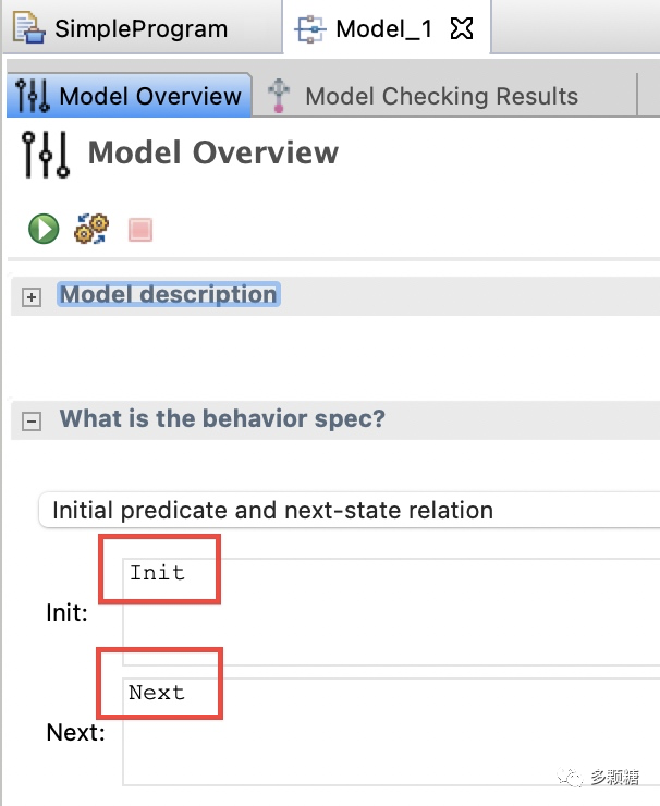 SimpleProgram
Model_1
Model Overview
Model Checking Results
Model Overview
Model description
What is the behavior spec?
Initial predicate and next-state relation
Init
Init:
Next
Next:
多颗糖